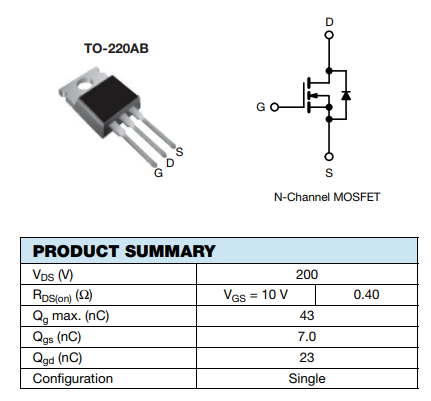 TO-220AB
D
S
D
G
G
S
N-Channel MOSFET
PRODUCT SUMMARY
VDS (V) 200
RDS(on) (Ω) VGS = 10 V 0.40
Qg max. (nC) 43
Qgs (nC) 7.0
Qgd (nC) 23
Configuration Single